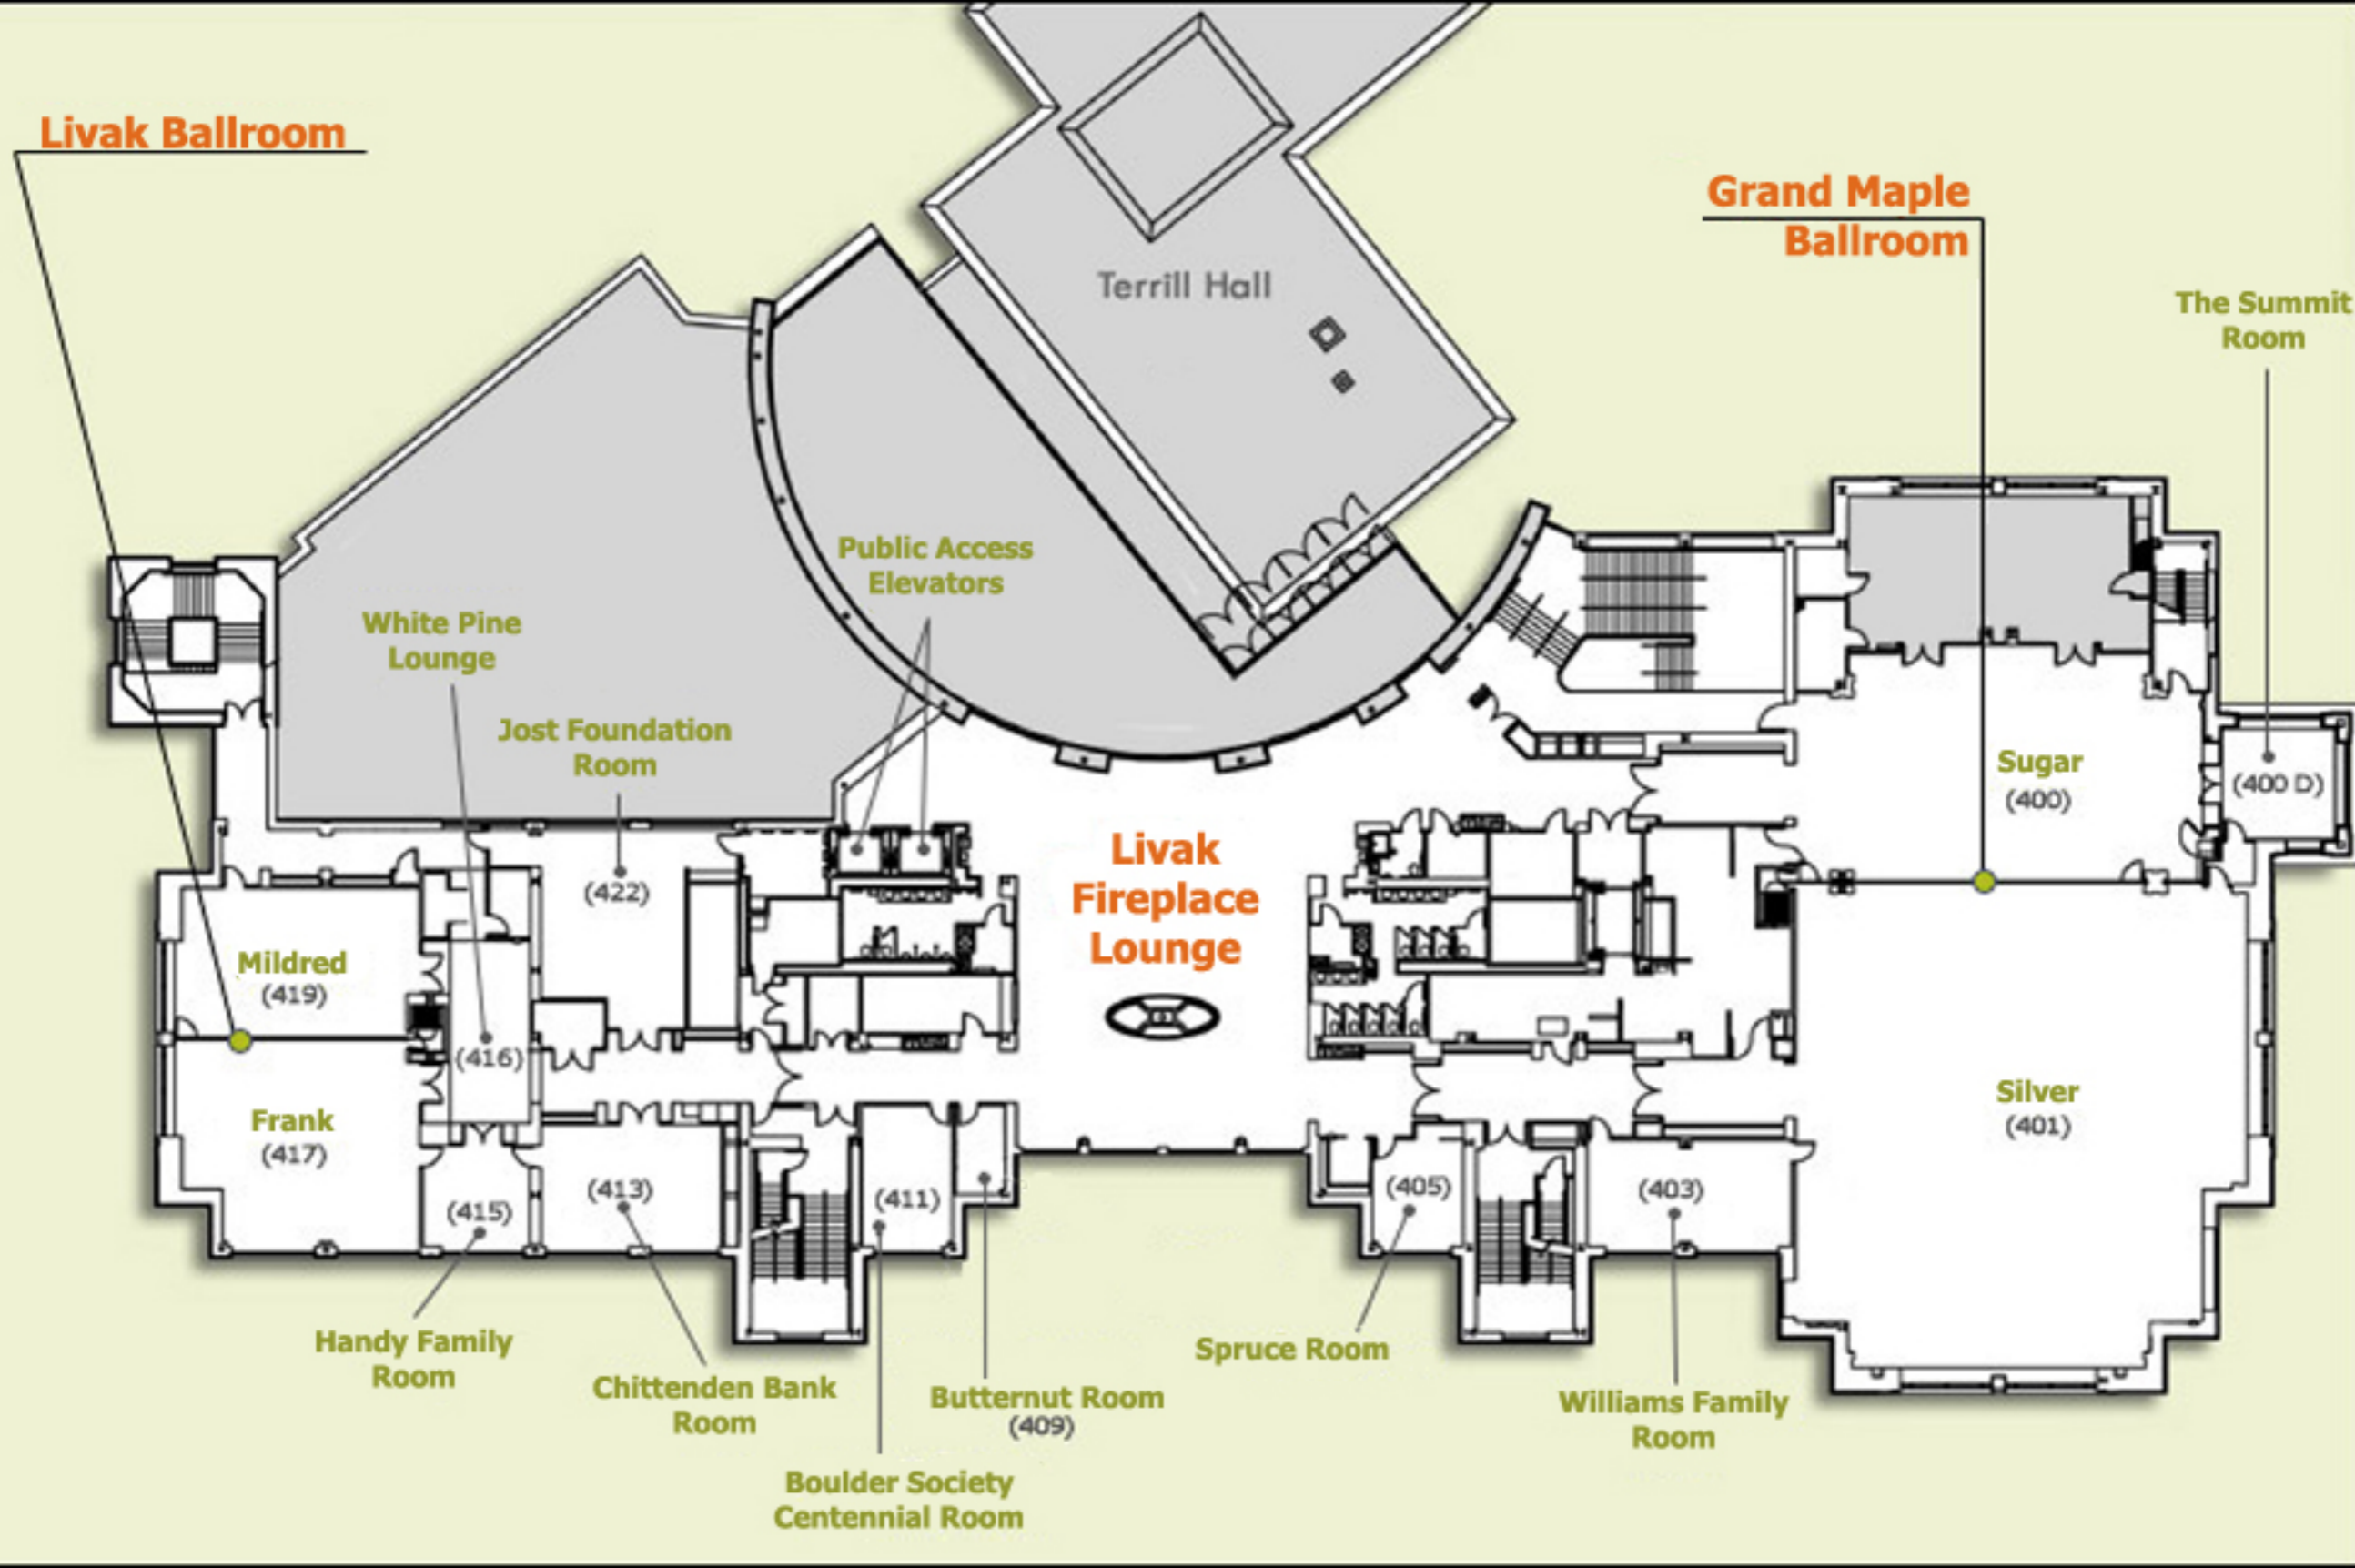 Livak Ballroom
Grand Maple
Ballroom
Terrill Hall
The Summit
Room
Public Access
Elevators
White Pine
Lounge
Jost Foundation
Room
Sugar
(400)
(400 D)
Livak
Fireplace
Lounge
(422)
Mildred
(419)
(416)
Silver
(401)
Frank
(417)
(415)
(413)
(411)
(405)
(403)
Handy Family
Room
Chittenden Bank
Room
Butternut Room
(409)
Boulder Society
Centennial Room
Spruce Room
Williams Family
Room